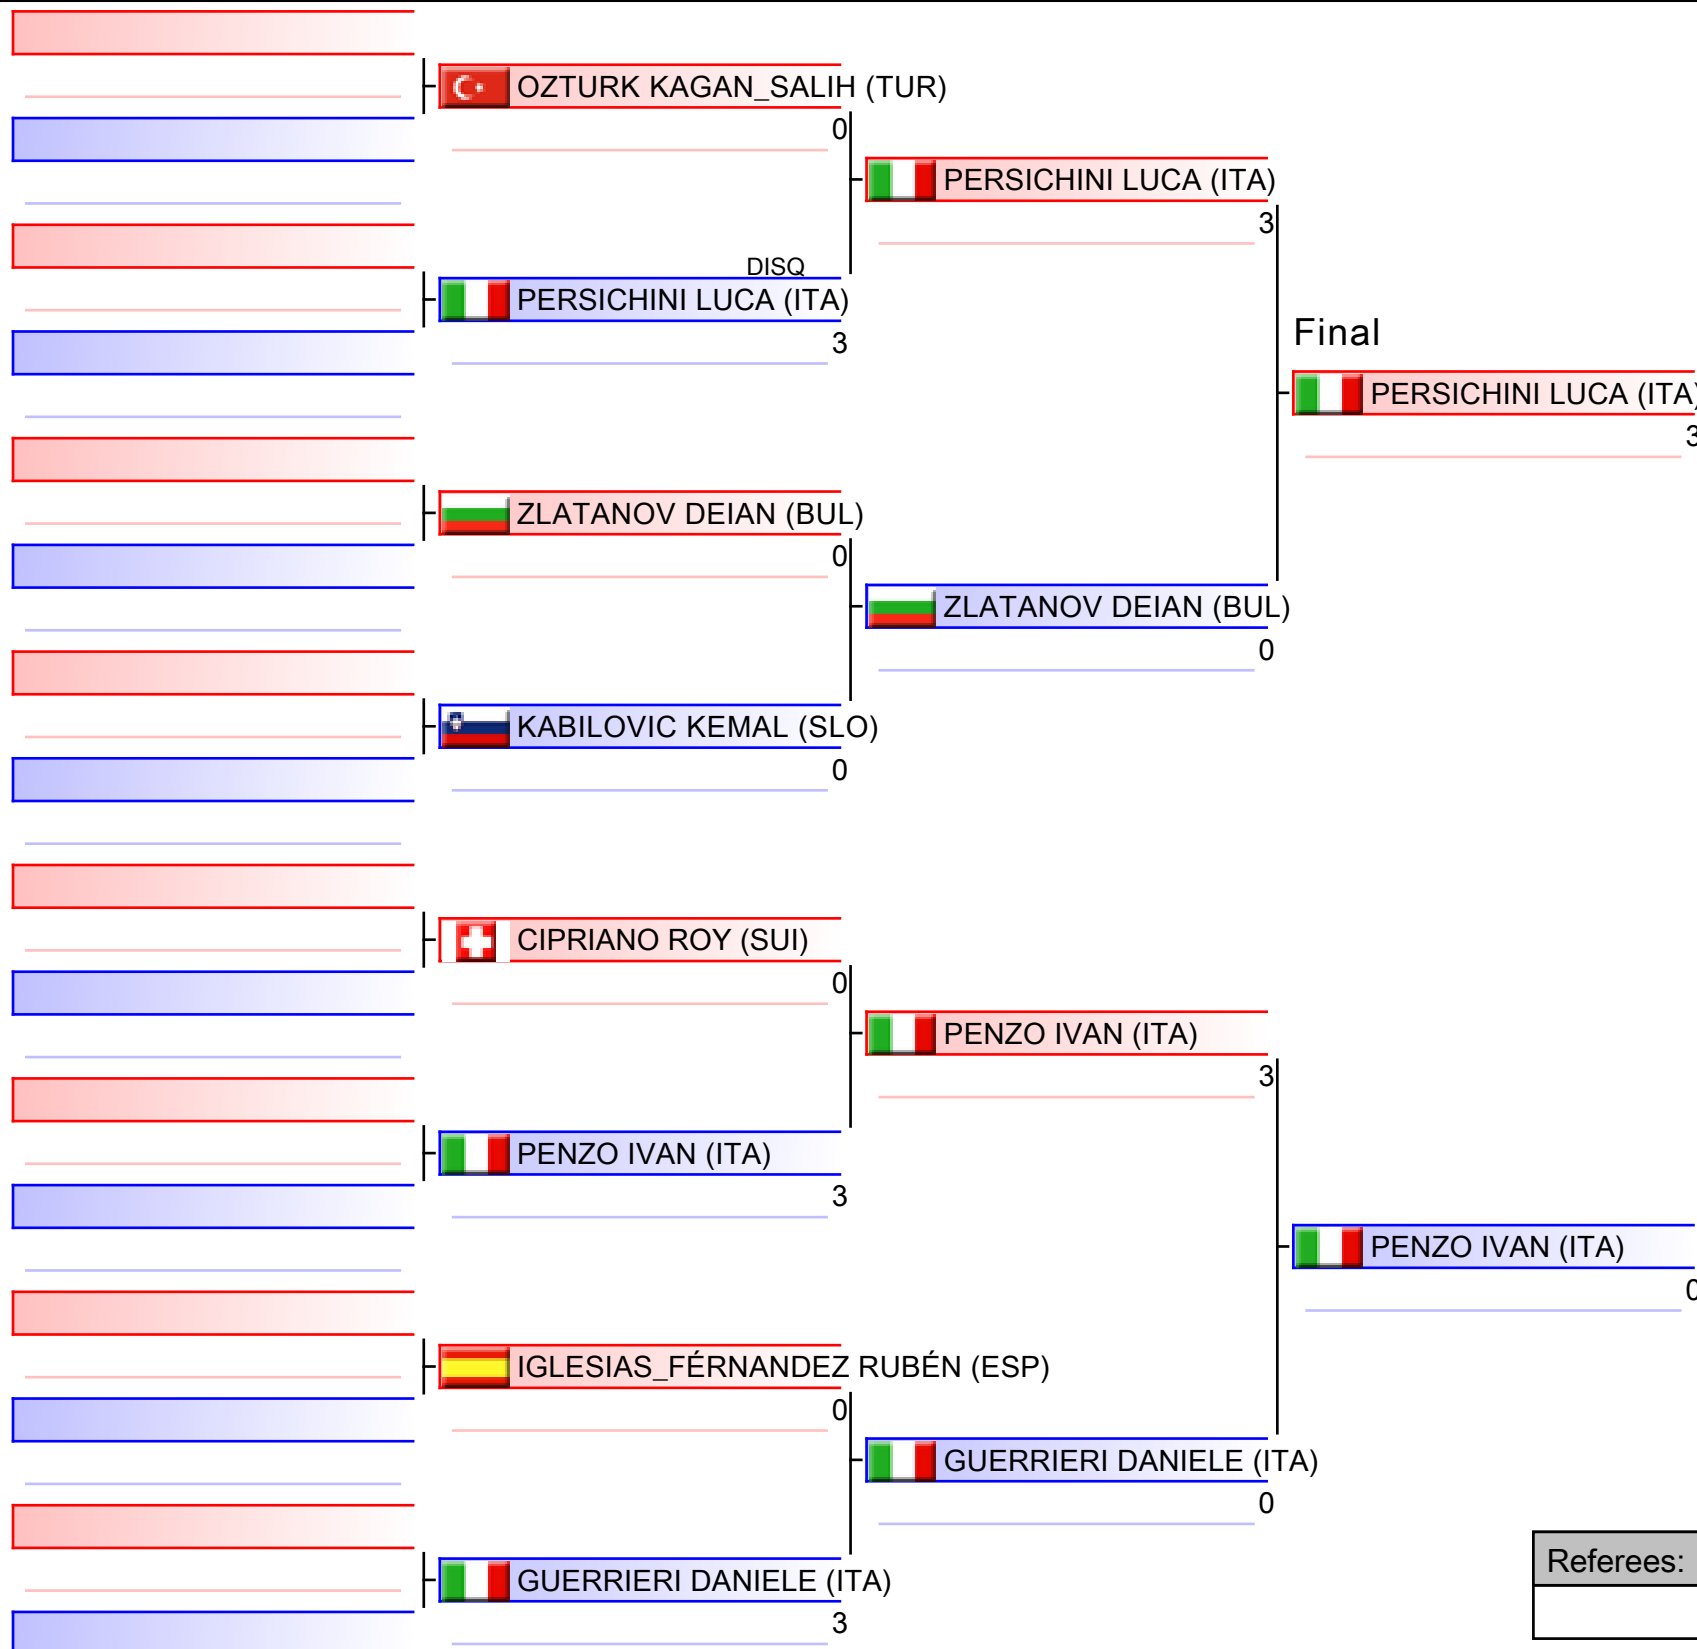 OZTURK KAGAN_SALIH (TUR)
0
PERSICHINI LUCA (ITA)
3
DISQ
PERSICHINI LUCA (ITA)
3
Final
PERSICHINI LUCA (ITA)
3
ZLATANOV DEIAN (BUL)
0
ZLATANOV DEIAN (BUL)
0
KABILOVIC KEMAL (SLO)
0
CIPRIANO ROY (SUI)
0
PENZO IVAN (ITA)
3
PENZO IVAN (ITA)
3
PENZO IVAN (ITA)
0
IGLESIAS_FÉRNANDEZ RUBÉN (ESP)
0
GUERRIERI DANIELE (ITA)
0
GUERRIERI DANIELE (ITA)
3
Referees: